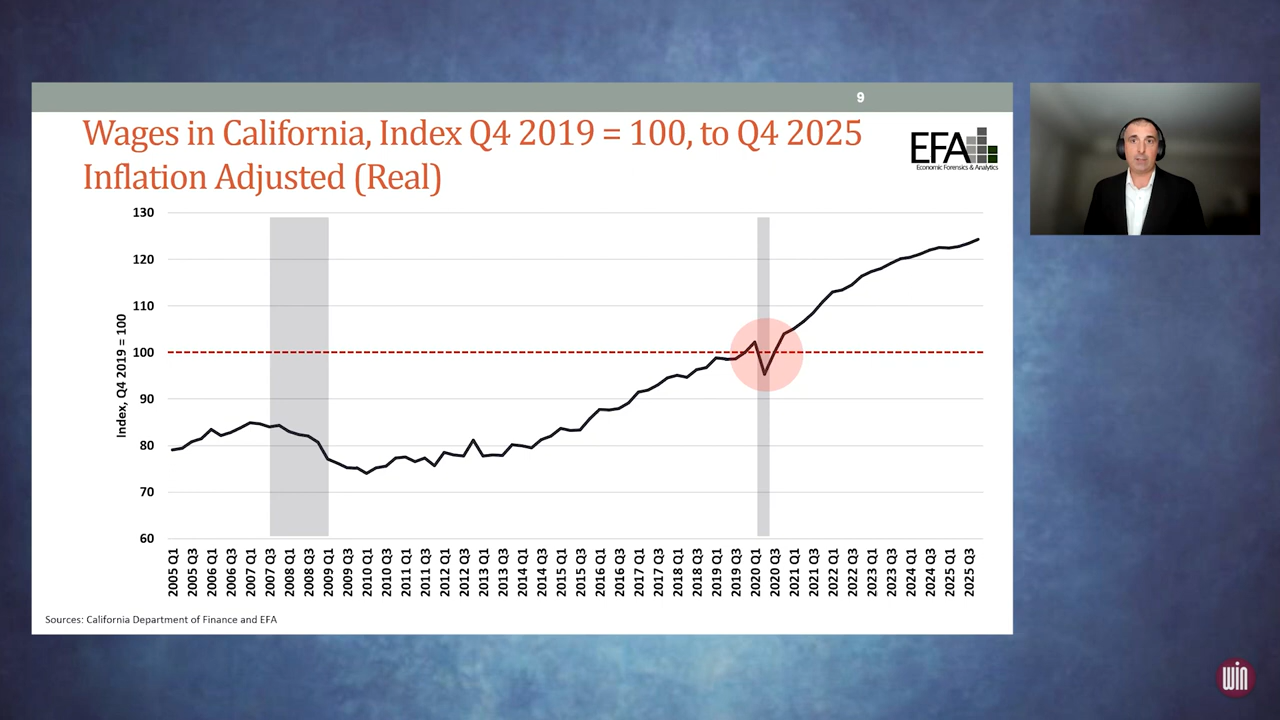 9
Wages in California, Index Q4 2019 = 100, to Q4 2025
Inflation Adjusted (Real)
EFA
Economic Forensics & Analytics
Index, Q4 2019 = 100
130
120
110
100
90
80
70
60
2005 Q1
2005 Q3
2006 Q1
2006 Q3
2007 Q1
2007 Q3
2008 Q1
2008 Q3
2009 Q1
2009 Q3
2010 Q1
2010 Q3
2011 Q1
2011 Q3
2012 Q1
2012 Q3
2013 Q1
2013 Q3
2014 Q1
2014 Q3
2015 Q1
2015 Q3
2016 Q1
2016 Q3
2017 Q1
2017 Q3
2018 Q1
2018 Q3
2019 Q1
2019 Q3
2020 Q1
2020 Q3
2021 Q1
2021 Q3
2022 Q1
2022 Q3
2023 Q1
2023 Q3
2024 Q1
2024 Q3
2025 Q1
2025 Q3
Sources: California Department of Finance and EFA
win